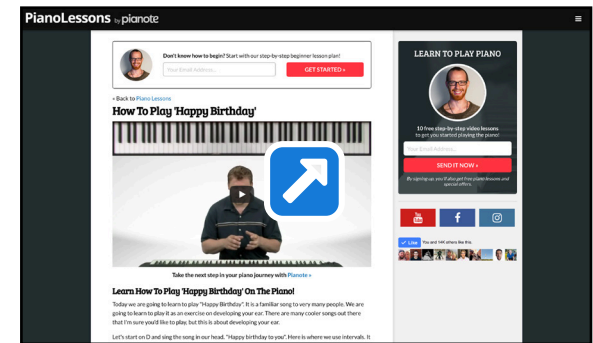 PianoLessons by pianote
Don't know how to begin? Start with our step-by-step beginner lesson plan!
Your Email Address...
GET STARTED »
« Back to Piano Lessons
How To Play 'Happy Birthday'
Take the next step in your piano journey with Pianote »
Learn How To Play 'Happy Birthday' On The Piano!
Today we are going to learn to play "Happy Birthday". It is a familiar song to very many people. We are
going to learn to play it as an exercise on developing your ear. There are many cooler songs out there
that I'm sure you'd like to play, but this is about developing your ear.
Let's start on D and sing the song in our head. "Happy birthday to you". Here is where we use intervals. It
LEARN TO PLAY PIANO
10 free step-by-step video lessons
to get you started playing the piano!
Your Email Address...
SEND IT NOW »
By signing up, you'll also get free piano lessons and
special offers.
You
Tube
f
Like
You and 14K others like this.